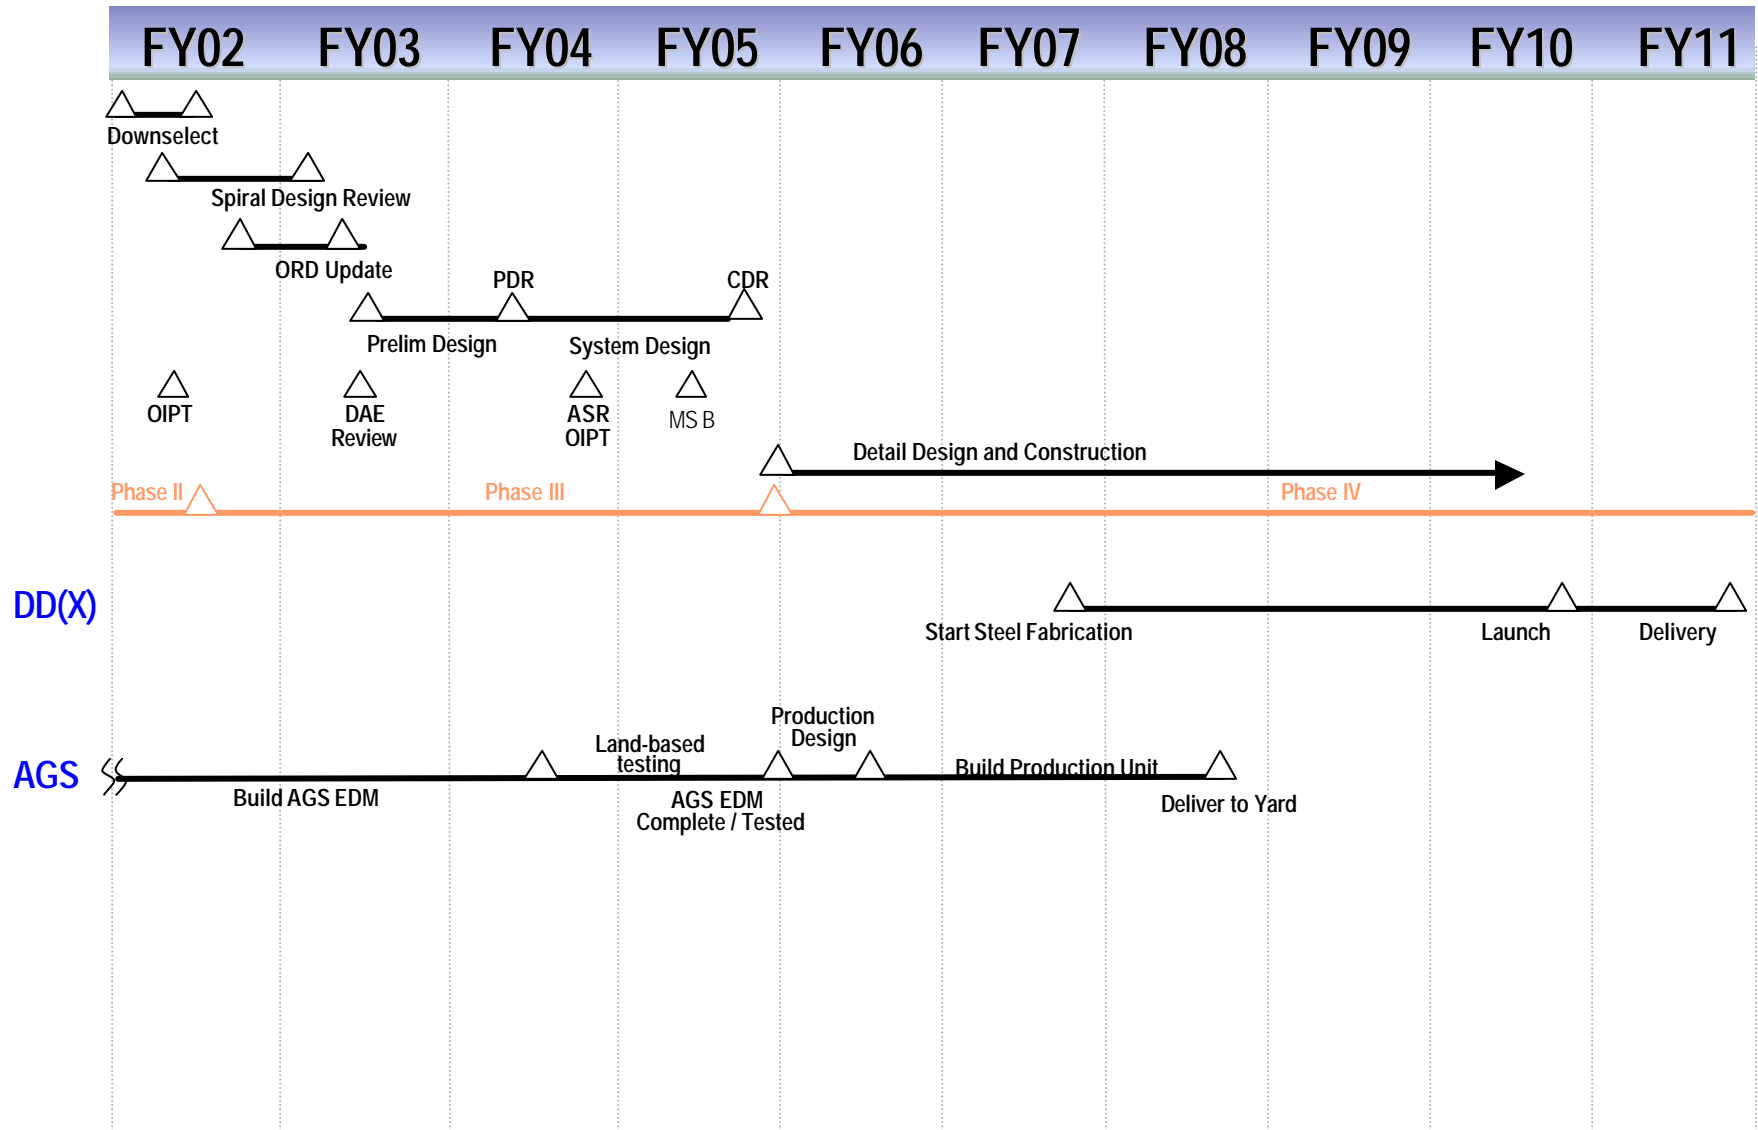 FY02 FY03 FY04 FY05 FY06 FY07 FY08 FY09 FY10 FY11
Downselect
Spiral Design Review
ORD Update
PDR
CDR
Prelim Design
System Design
OIPT
DAE
Review
ASR
OIPT
MS B
Detail Design and Construction
Phase II
Phase III
Phase IV
DD(X)
Start Steel Fabrication
Launch
Delivery
AGS
Build AGS EDM
Land-based
testing
AGS EDM
Complete / Tested
Production
Design
Build Production Unit
Deliver to Yard